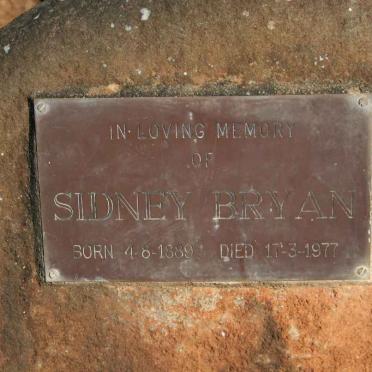 IN LOVING MEMORY
OF
SIDNEY BRYAN
BORN 4-8-1889 DIED 17-3-1977